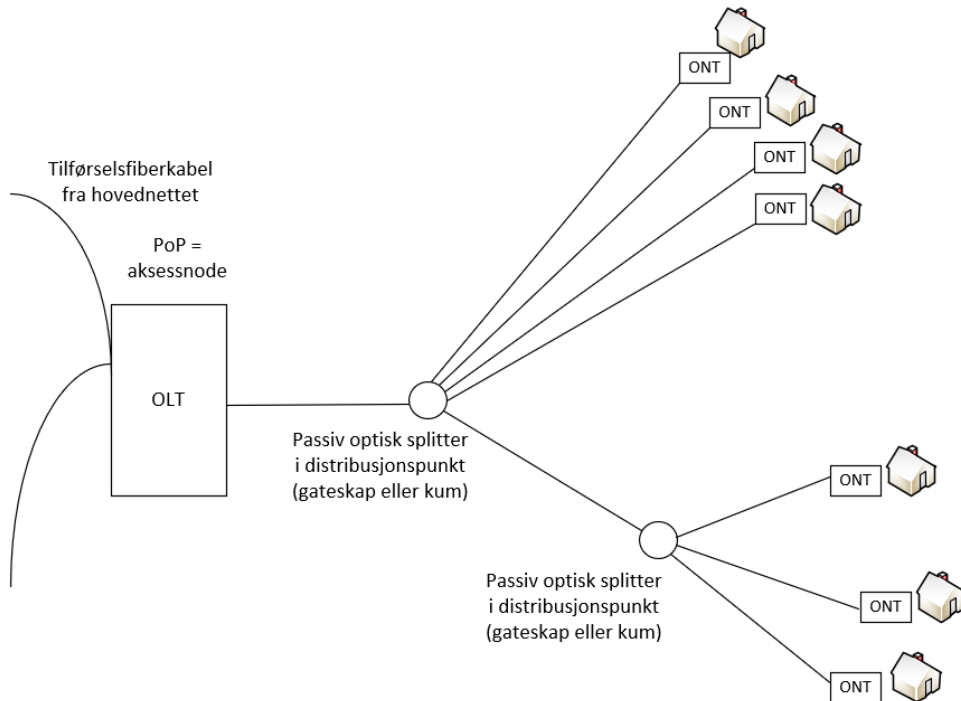 ONT
ONT
Tilførselsfiberkabel
fra hovednettet
ONT
ONT
PoP =
aksessnode
OLT
Passiv optisk splitter
i distribusjonspunkt
(gateskap eller kum)
ONT
Passiv optisk splitter
i distribusjonspunkt
(gateskap eller kum)
ONT
ONT